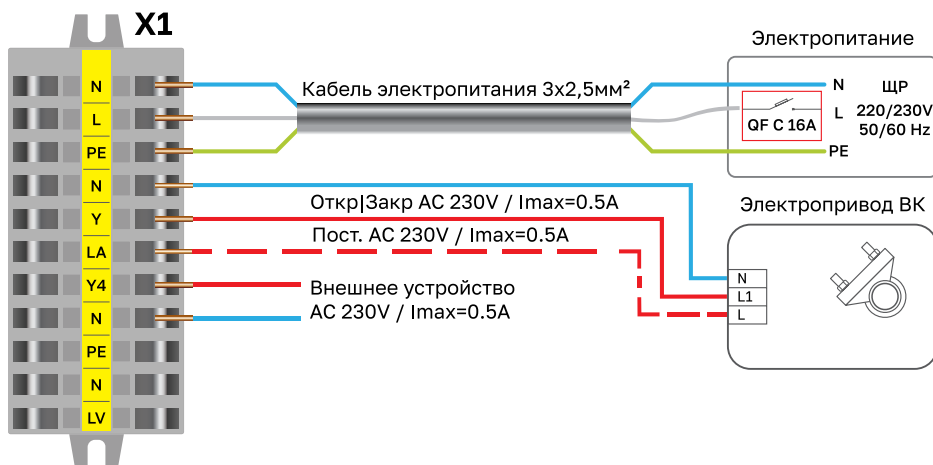 X1
N
L
PE
N
Y
LA
Y4
N
PE
N
LV
Кабель электропитания 3х2,5мм²
Электропитание
N
L
PE
QF C 16A
ЩР
220/230V
50/60 Hz
Откр|Закр AC 230V / Imax=0.5A
Пост. AC 230V / Imax=0.5A
Внешнее устройство
AC 230V / Imax=0.5A
Электропривод ВК
N
L1
L